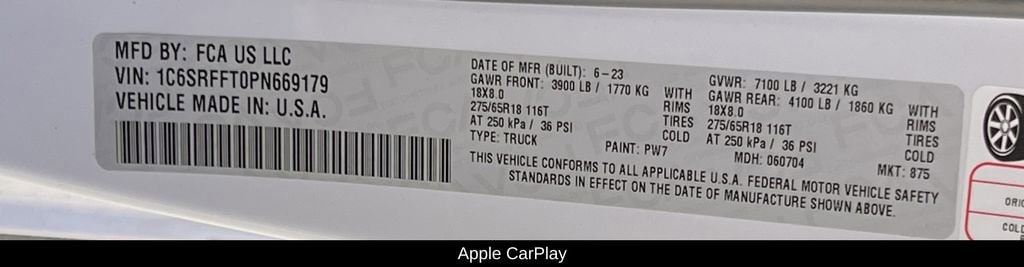 MFD BY: FCA US LLC
VIN: 1C6SRFFT0PN669179
VEHICLE MADE IN: U.S.A.
DATE OF MFR (BUILT): 6-23
GAWR FRONT: 3900 LB / 1770 KG WITH
18X8.0 RIMS
275/65R18 116T TIRES
AT 250 kPa / 36 PSI COLD
TYPE: TRUCK PAINT: PW7
GVWR: 7100 LB / 3221 KG
GAWR REAR: 4100 LB / 1860 KG WITH
18X8.0 RIMS
275/65R18 116T TIRES
AT 250 kPa / 36 PSI COLD
MDH: 060704 MKT: 875
THIS VEHICLE CONFORMS TO ALL APPLICABLE U.S.A. FEDERAL MOTOR VEHICLE SAFETY
STANDARDS IN EFFECT ON THE DATE OF MANUFACTURE SHOWN ABOVE.
Apple CarPlay